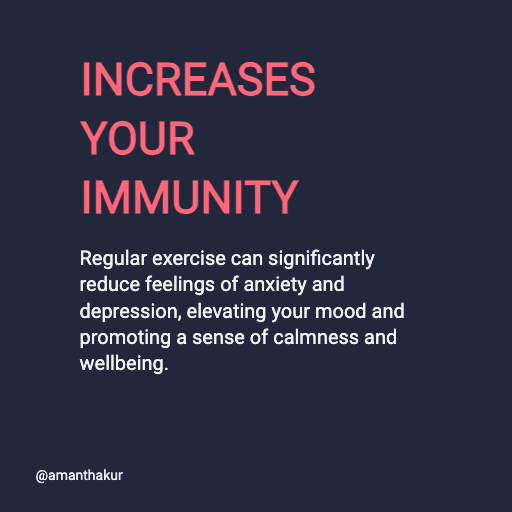 INCREASES
YOUR
IMMUNITY
Regular exercise can significantly
reduce feelings of anxiety and
depression, elevating your mood and
promoting a sense of calmness and
wellbeing.
@amanthakur